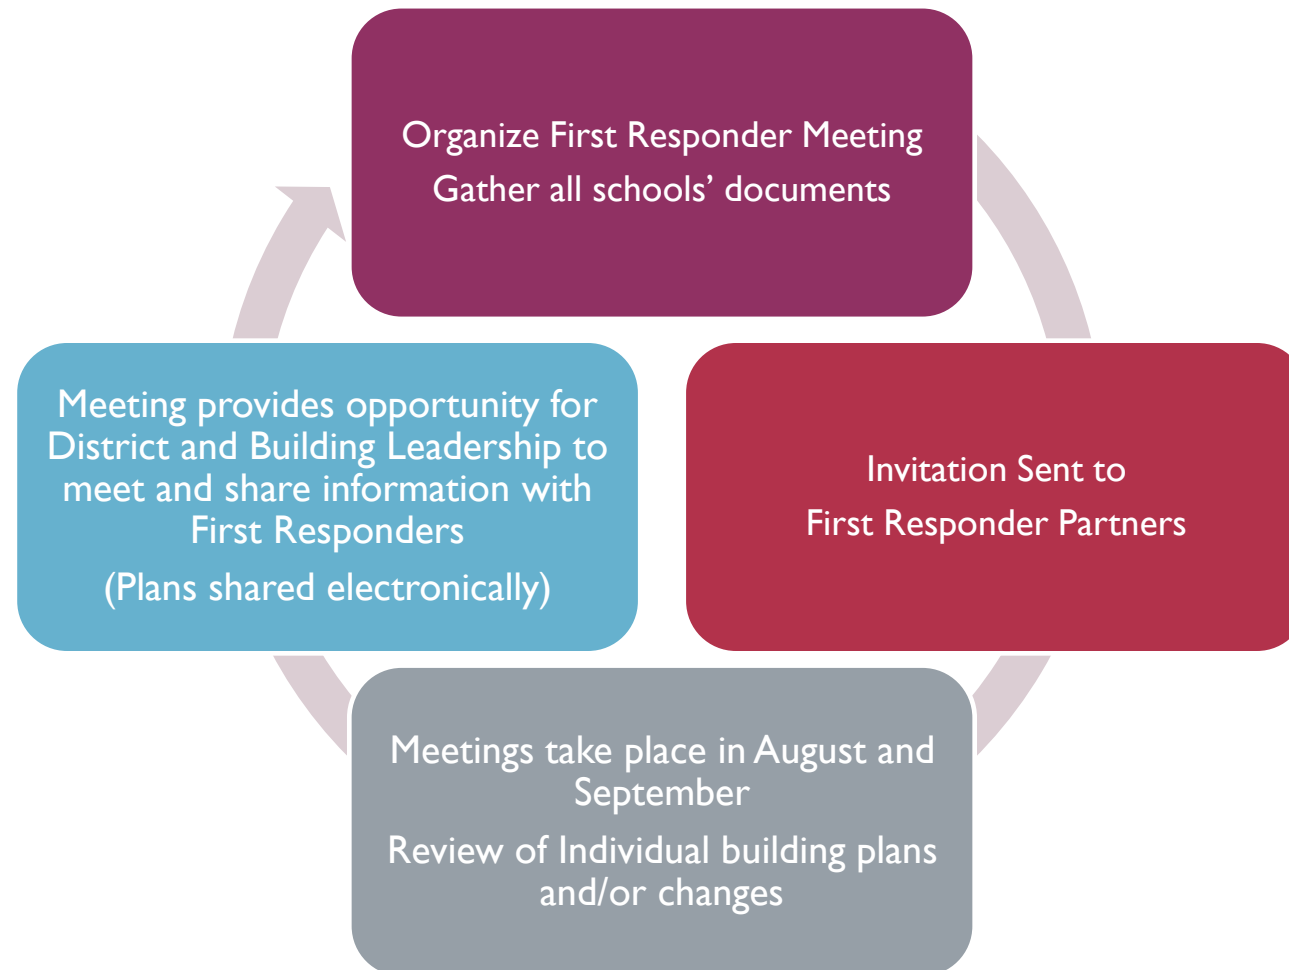 Organize First Responder Meeting
Gather all schools’ documents
Invitation Sent to
First Responder Partners
Meetings take place in August and
September
Review of Individual building plans
and/or changes
Meeting provides opportunity for
District and Building Leadership to
meet and share information with
First Responders
(Plans shared electronically)